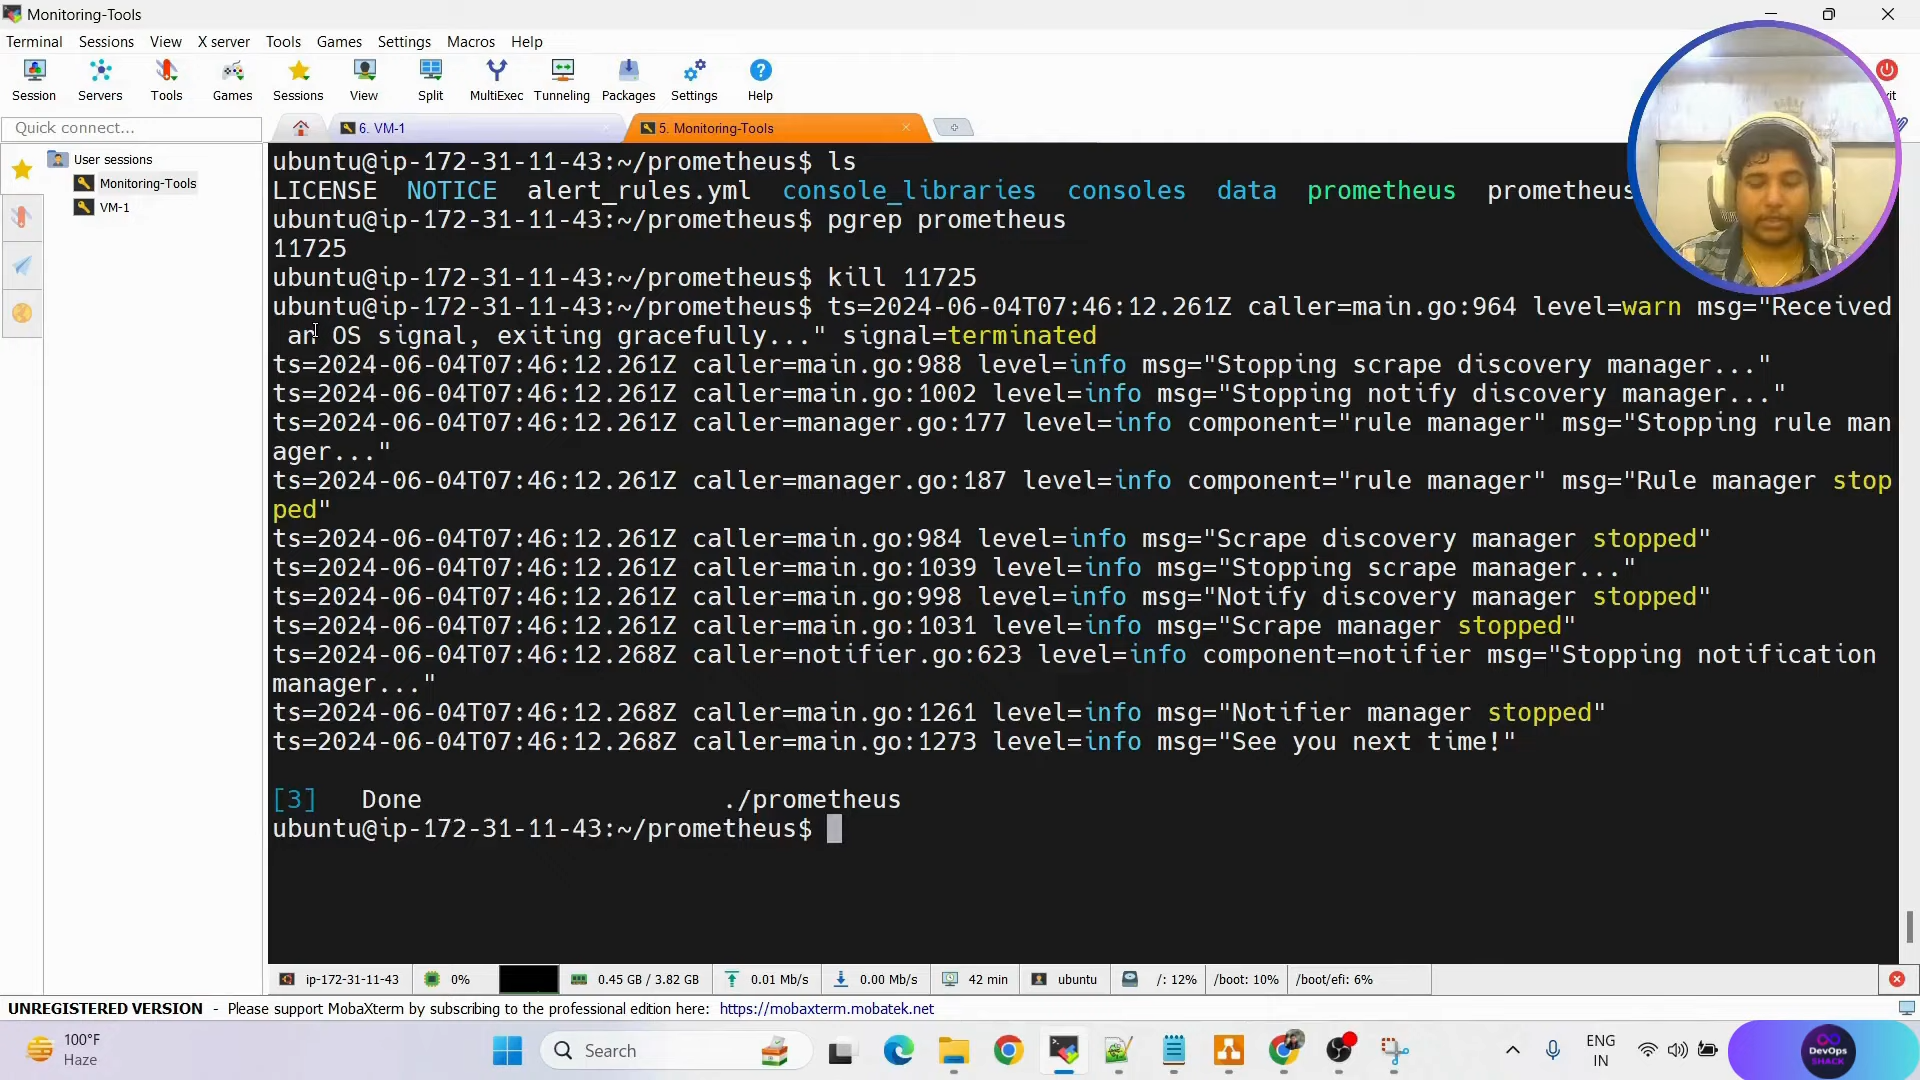 Monitoring-Tools
Terminal Sessions View X server Tools Games Settings Macros Help
Session Servers Tools Games Sessions View Split MultiExec Tunneling Packages Settings Help
Quick connect...
6. VM-1
5. Monitoring-Tools
User sessions
Monitoring-Tools
VM-1
ubuntu@ip-172-31-11-43:~/prometheus$ ls
LICENSE NOTICE alert_rules.yml console_libraries consoles data prometheus prometheus
ubuntu@ip-172-31-11-43:~/prometheus$ pgrep prometheus
11725
ubuntu@ip-172-31-11-43:~/prometheus$ kill 11725
ubuntu@ip-172-31-11-43:~/prometheus$ ts=2024-06-04T07:46:12.261Z caller=main.go:964 level=warn msg="Received
an OS signal, exiting gracefully..." signal=terminated
ts=2024-06-04T07:46:12.261Z caller=main.go:988 level=info msg="Stopping scrape discovery manager..."
ts=2024-06-04T07:46:12.261Z caller=main.go:1002 level=info msg="Stopping notify discovery manager..."
ts=2024-06-04T07:46:12.261Z caller=manager.go:177 level=info component="rule manager" msg="Stopping rule man
ager..."
ts=2024-06-04T07:46:12.261Z caller=manager.go:187 level=info component="rule manager" msg="Rule manager stop
ped"
ts=2024-06-04T07:46:12.261Z caller=main.go:984 level=info msg="Scrape discovery manager stopped"
ts=2024-06-04T07:46:12.261Z caller=main.go:1039 level=info msg="Stopping scrape manager..."
ts=2024-06-04T07:46:12.261Z caller=main.go:998 level=info msg="Notify discovery manager stopped"
ts=2024-06-04T07:46:12.261Z caller=main.go:1031 level=info msg="Scrape manager stopped"
ts=2024-06-04T07:46:12.268Z caller=notifier.go:623 level=info component=notifier msg="Stopping notification
manager..."
ts=2024-06-04T07:46:12.268Z caller=main.go:1261 level=info msg="Notifier manager stopped"
ts=2024-06-04T07:46:12.268Z caller=main.go:1273 level=info msg="See you next time!"
[3] Done ./prometheus
ubuntu@ip-172-31-11-43:~/prometheus$
ip-172-31-11-43 0% 0.45 GB / 3.82 GB 0.01 Mb/s 0.00 Mb/s 42 min ubuntu /: 12% /boot: 10% /boot/efi: 6%
UNREGISTERED VERSION - Please support MobaXterm by subscribing to the professional edition here: https://mobaxterm.mobatek.net
100°F
Haze
Search
ENG
IN
DevOps
SHACK